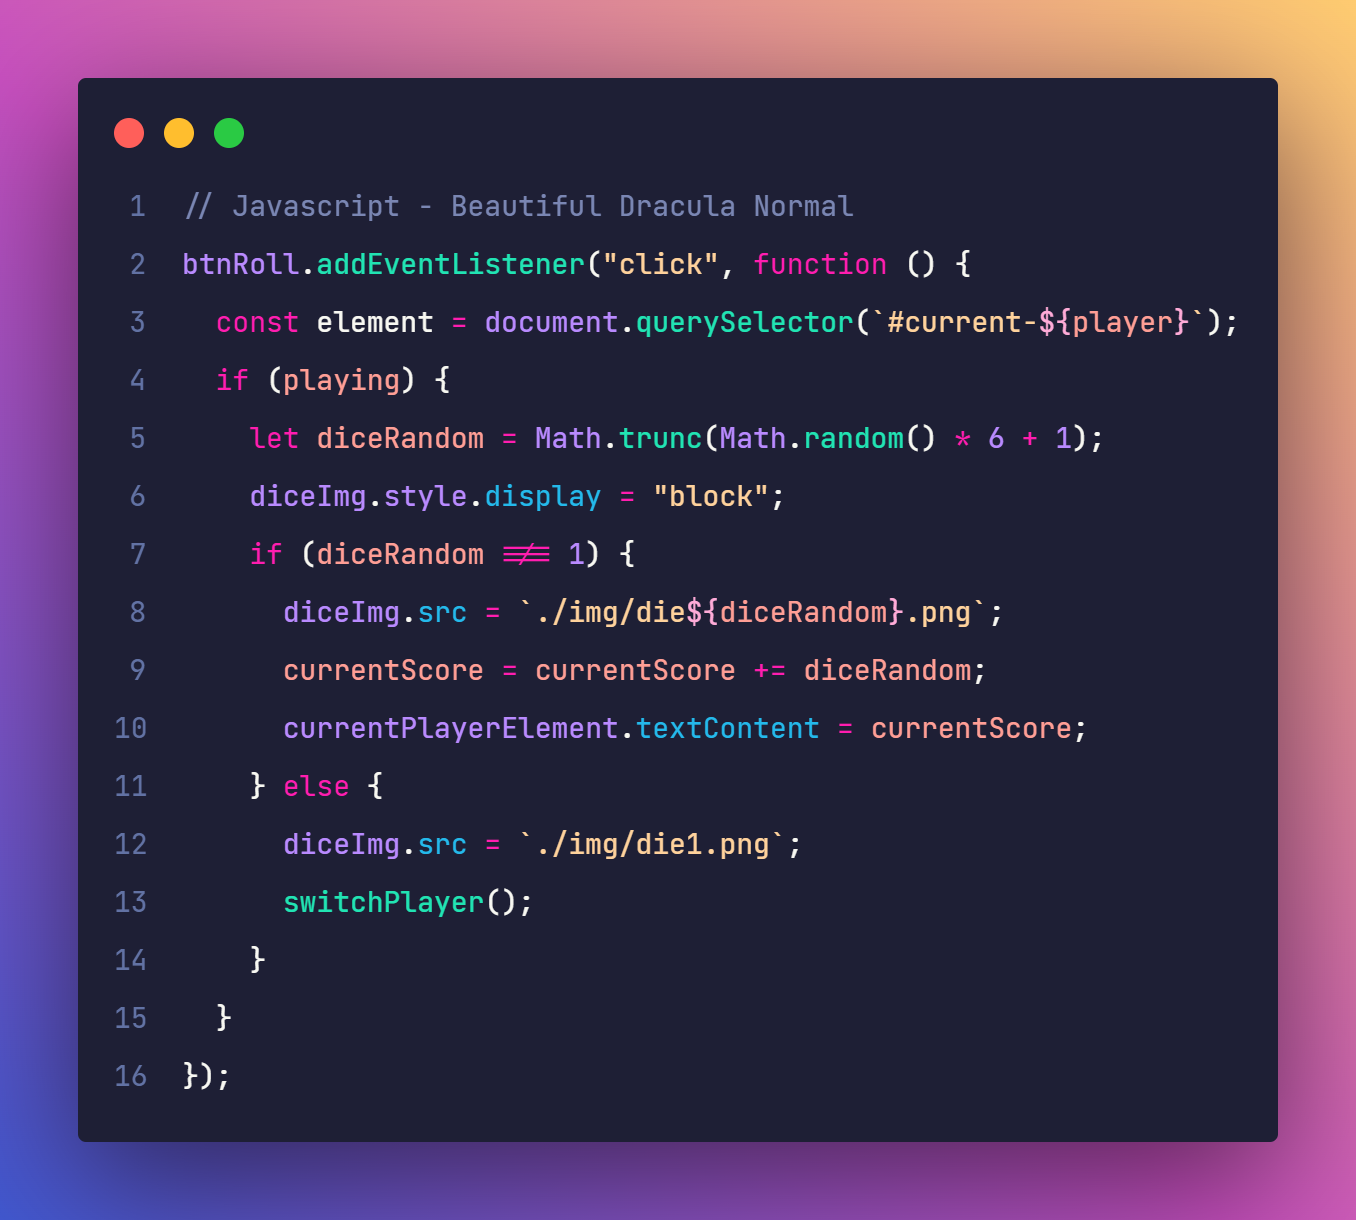 1 // Javascript - Beautiful Dracula Normal
2 btnRoll.addEventListener("click", function () {
3   const element = document.querySelector(`#current-${player}`);
4   if (playing) {
5     let diceRandom = Math.trunc(Math.random() * 6 + 1);
6     diceImg.style.display = "block";
7     if (diceRandom !== 1) {
8       diceImg.src = `./img/die${diceRandom}.png`;
9       currentScore = currentScore += diceRandom;
10       currentPlayerElement.textContent = currentScore;
11     } else {
12       diceImg.src = `./img/die1.png`;
13       switchPlayer();
14     }
15   }
16 });